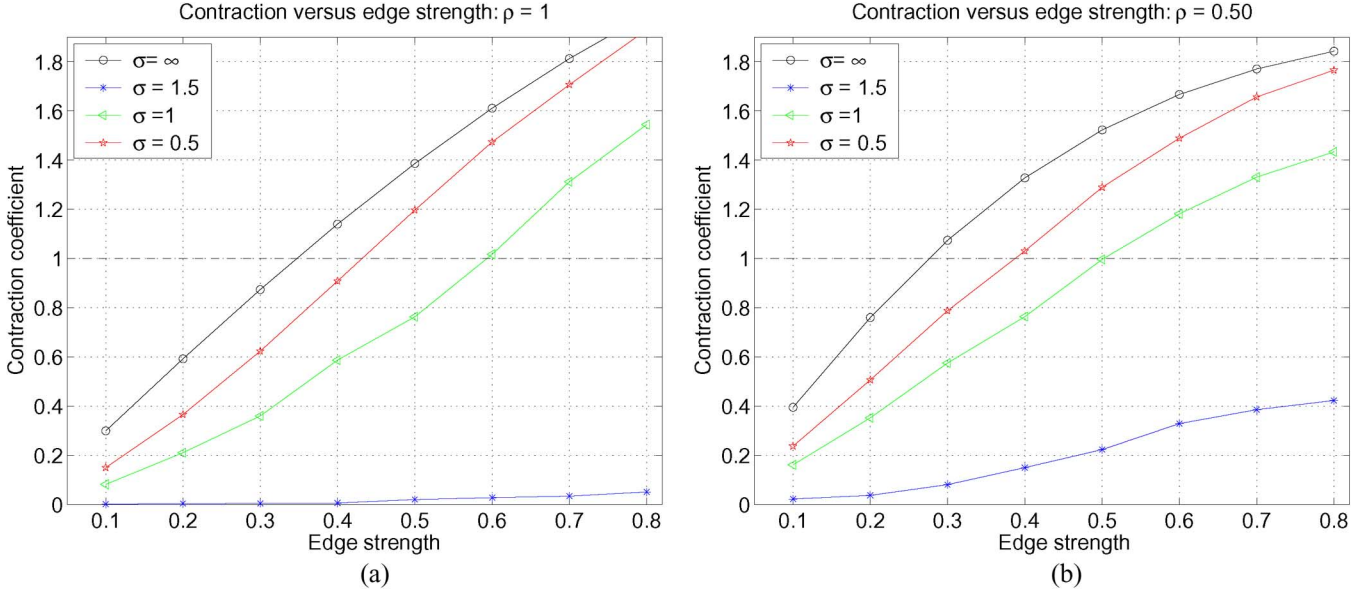 Contraction versus edge strength: ρ = 1
Contraction coefficient
1.8
1.6
1.4
1.2
1
0.8
0.6
0.4
0.2
0
σ= ∞
σ = 1.5
σ =1
σ = 0.5
0.1 0.2 0.3 0.4 0.5 0.6 0.7 0.8
Edge strength
(a)
Contraction versus edge strength: ρ = 0.50
Contraction coefficient
1.8
1.6
1.4
1.2
1
0.8
0.6
0.4
0.2
0
σ= ∞
σ = 1.5
σ =1
σ = 0.5
0.1 0.2 0.3 0.4 0.5 0.6 0.7 0.8
Edge strength
(b)